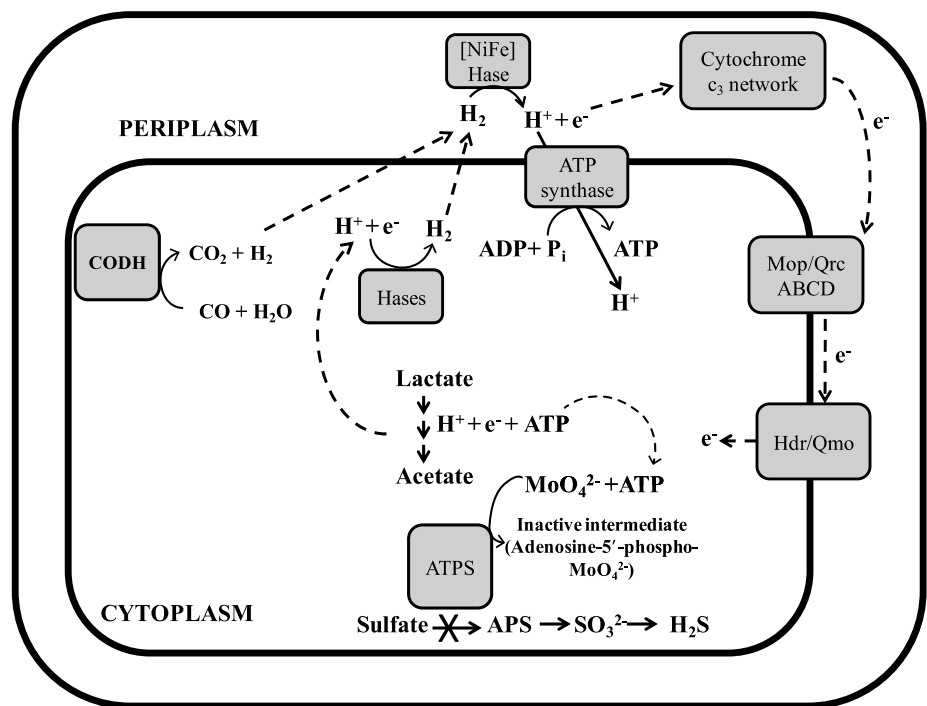 [NiFe]
Hase
Cytochrome
c₃ network
H₂
H⁺ + e⁻
PERIPLASM
e⁻
ATP
synthase
H⁺ + e⁻
H₂
ADP+ Pᵢ
ATP
CODH
CO₂ + H₂
Mop/Qrc
ABCD
Hases
H⁺
CO + H₂O
e⁻
Lactate
H⁺ + e⁻ + ATP
e⁻
Hdr/Qmo
Acetate
MoO₄²⁻ +ATP
Inactive intermediate
(Adenosine-5′-phospho-
MoO₄²⁻)
ATPS
CYTOPLASM
Sulfate
APS
SO₃²⁻
H₂S